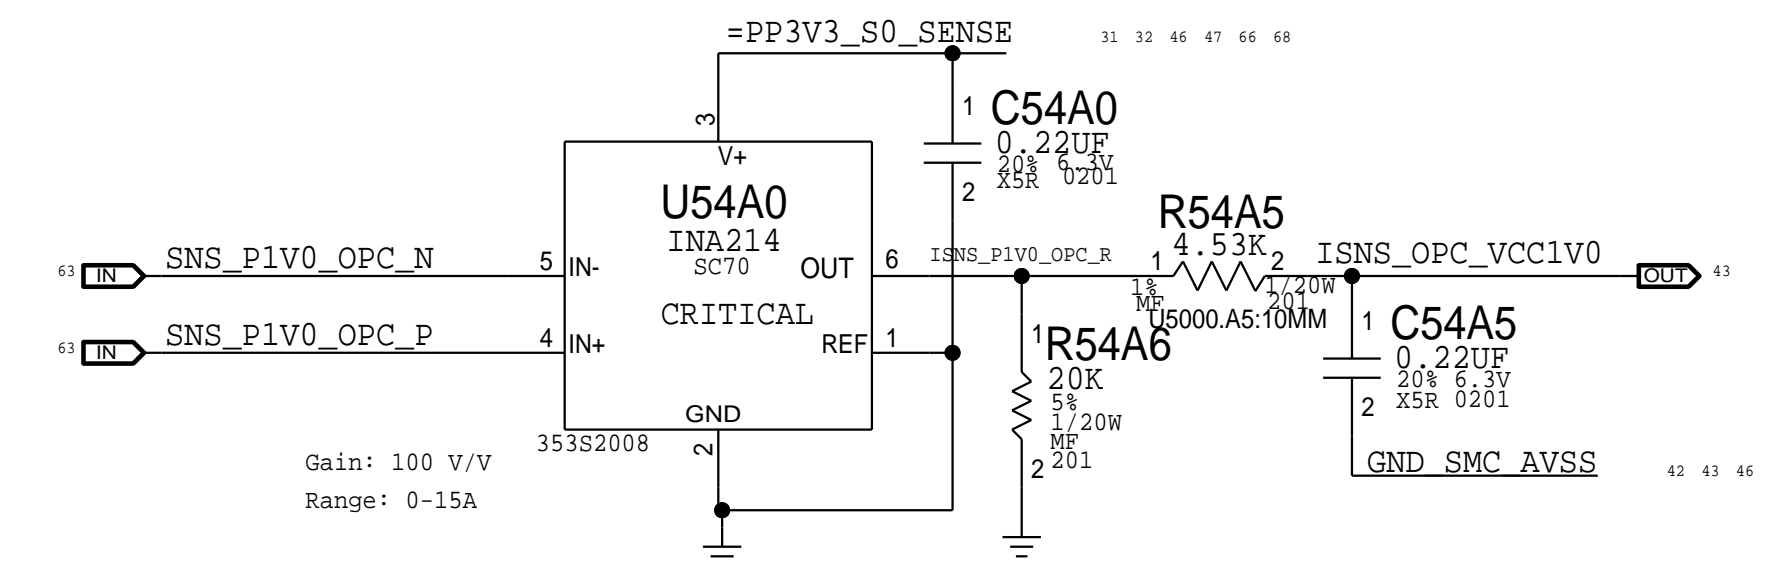 =PP3V3_S0_SENSE
31 32 46 47 66 68
3
V+
U54A0
INA214
SC70
CRITICAL
1
C54A0
0.22UF
20% 6.3V
X5R 0201
2
63 IN SNS_P1V0_OPC_N 5 IN-
OUT 6 ISNS_P1V0_OPC_R
63 IN SNS_P1V0_OPC_P 4 IN+
REF 1
GND
2
353S2008
Gain: 100 V/V
Range: 0-15A
R54A5
4.53K
1 2
1% 1/20W
MF 201
U5000.A5:10MM
ISNS_OPC_VCC1V0
OUT 43
1
R54A6
20K
5%
1/20W
MF
201
2
1
C54A5
0.22UF
20% 6.3V
X5R 0201
2
GND_SMC_AVSS
42 43 46